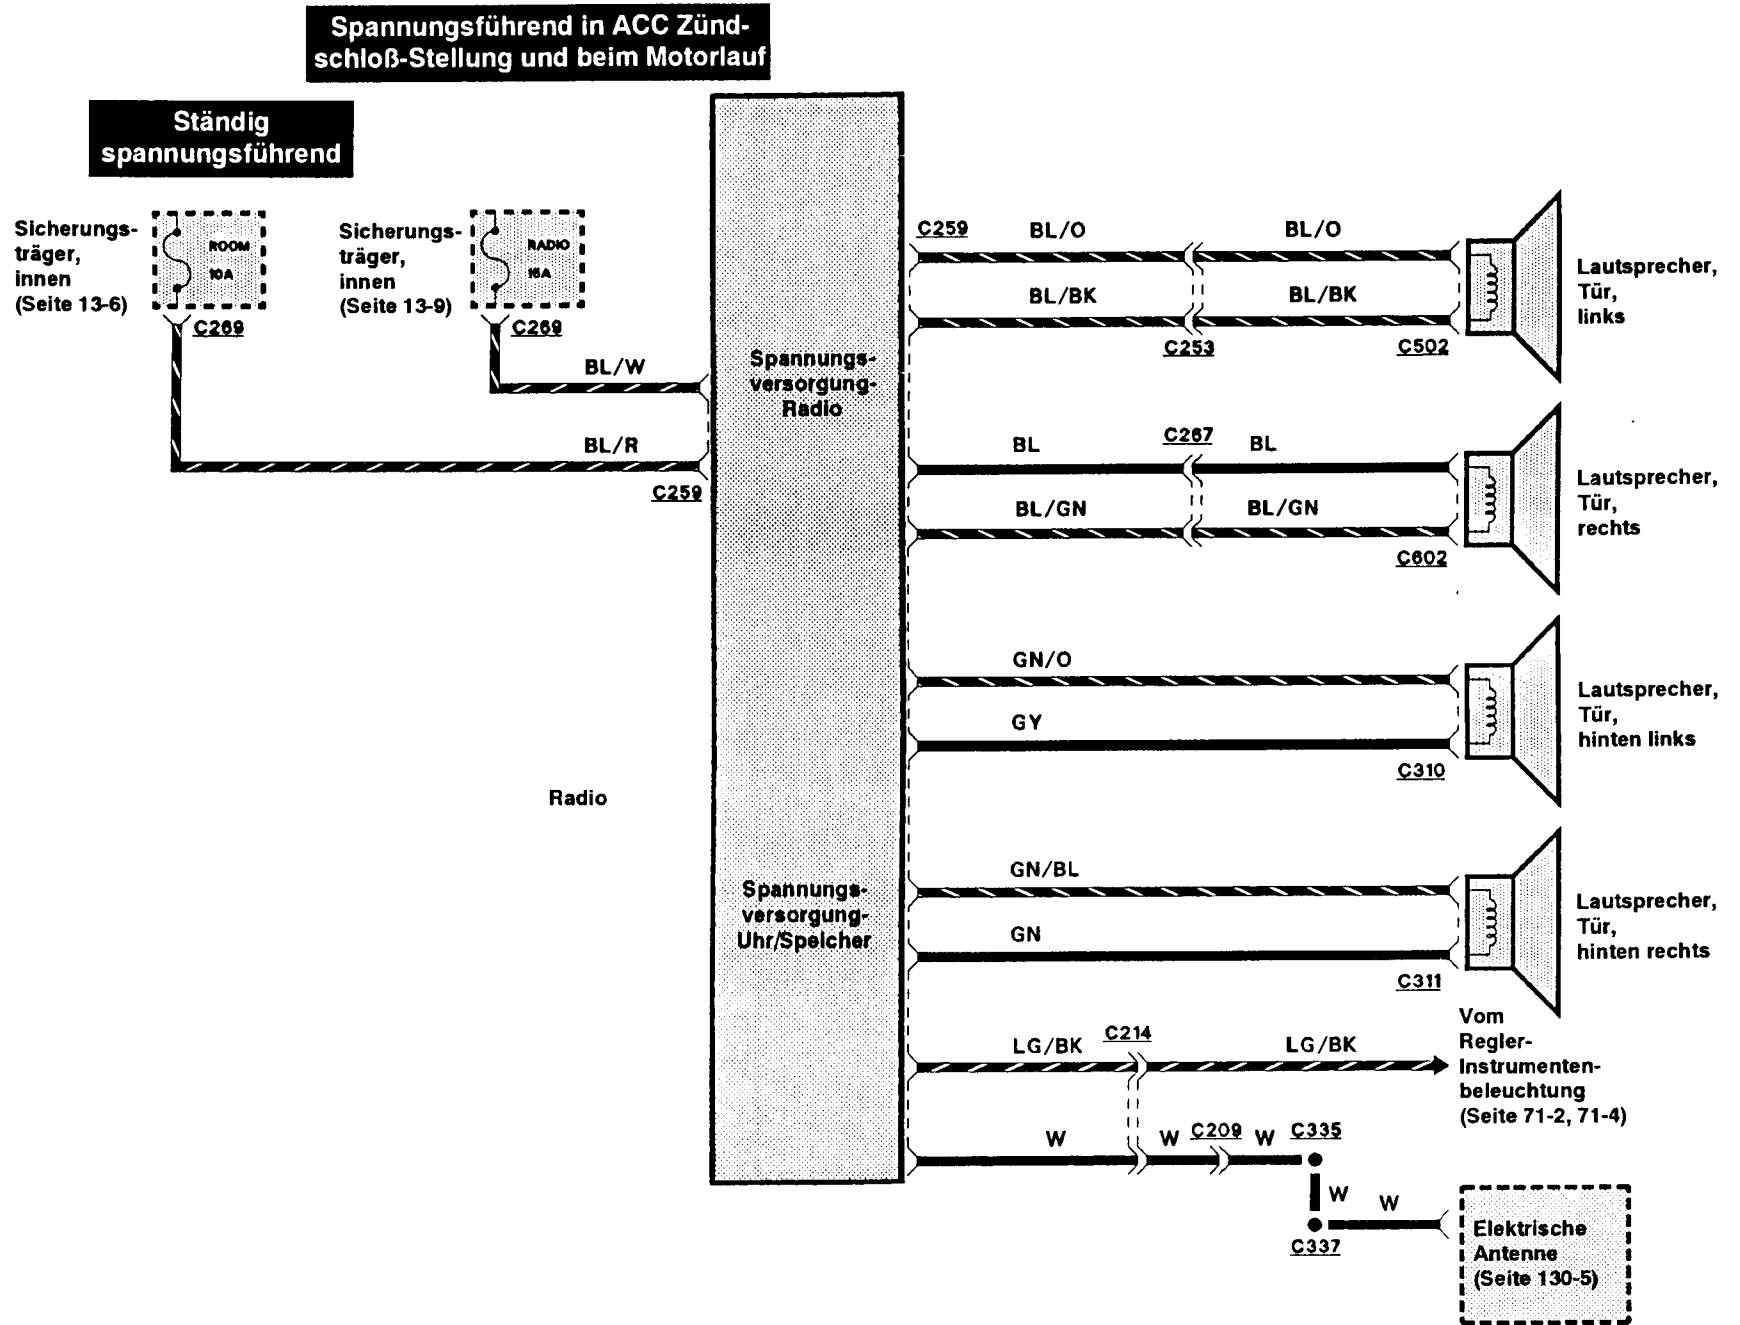 Spannungsführend in ACC Zünd-
schloß-Stellung und beim Motorlauf
Ständig
spannungsführend
Sicherungs-
träger,
innen
(Seite 13-6)
ROOM
10A
C269
Sicherungs-
träger,
innen
(Seite 13-9)
RADIO
15A
C269
BL/W
BL/R
C259
Spannungs-
versorgung-
Radio
Radio
Spannungs-
versorgung-
Uhr/Speicher
C259
BL/O
BL/O
BL/BK
BL/BK
C253
C502
Lautsprecher,
Tür,
links
BL
C267
BL
BL/GN
BL/GN
C602
Lautsprecher,
Tür,
rechts
GN/O
GY
C310
Lautsprecher,
Tür,
hinten links
GN/BL
GN
C311
Lautsprecher,
Tür,
hinten rechts
LG/BK
C214
LG/BK
Vom
Regler-
Instrumenten-
beleuchtung
(Seite 71-2, 71-4)
W
W
C209
W
C335
W
W
C337
Elektrische
Antenne
(Seite 130-5)